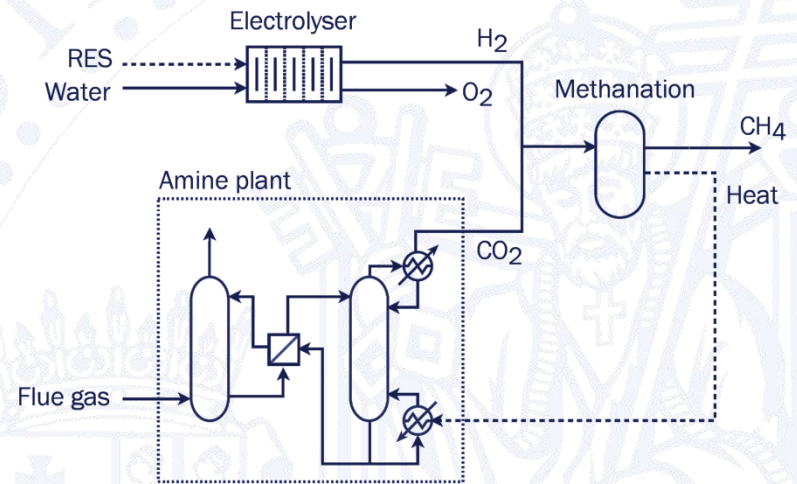 Electrolyser
RES
Water
H2
O2
Methanation
CH4
Heat
Amine plant
CO2
Flue gas